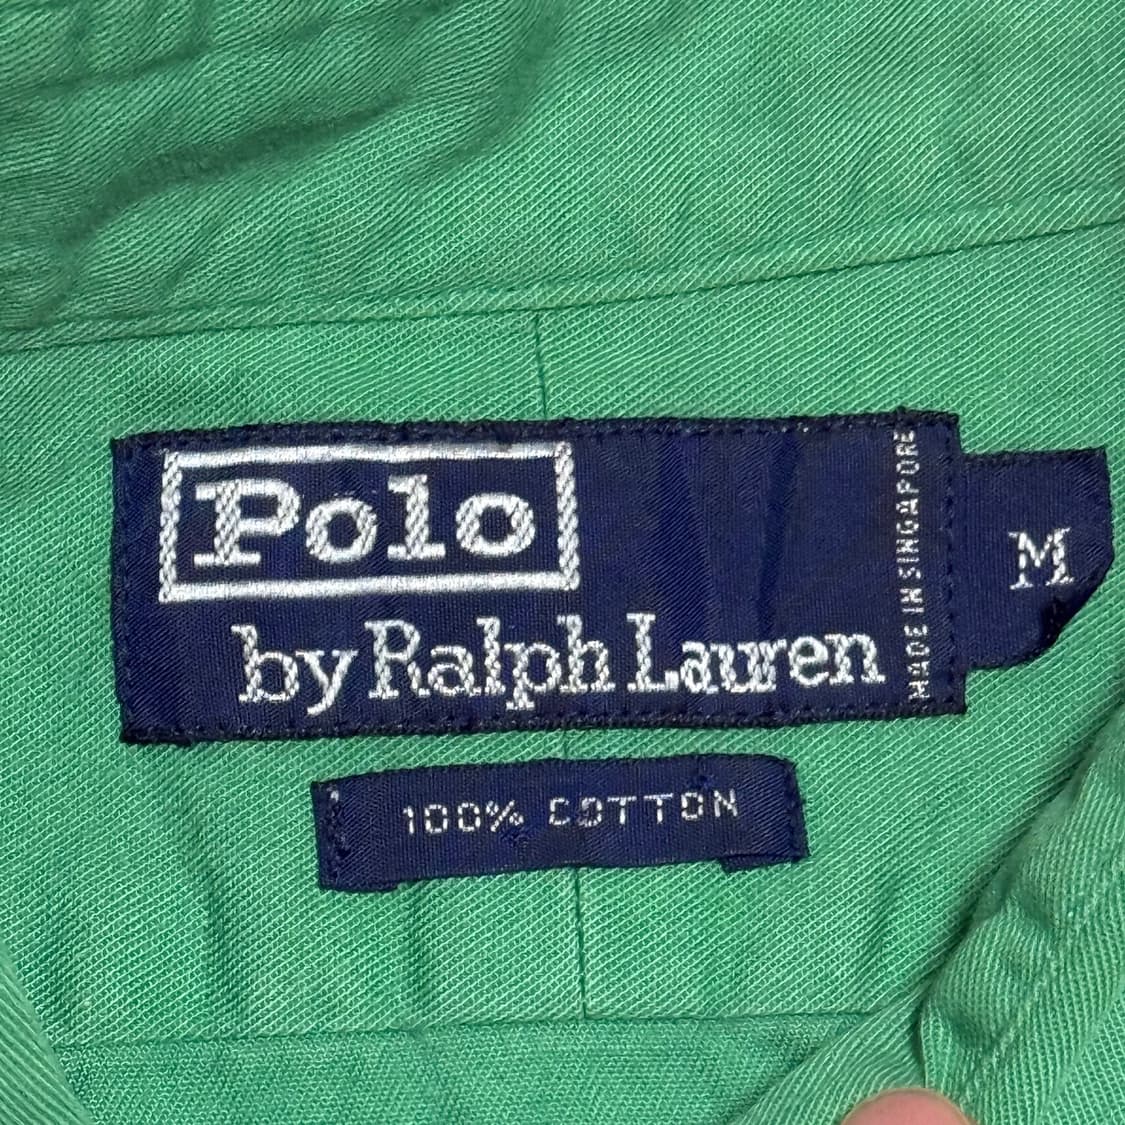 Polo
by Ralph Lauren
MADE IN SINGAPORE
M
100% COTTON